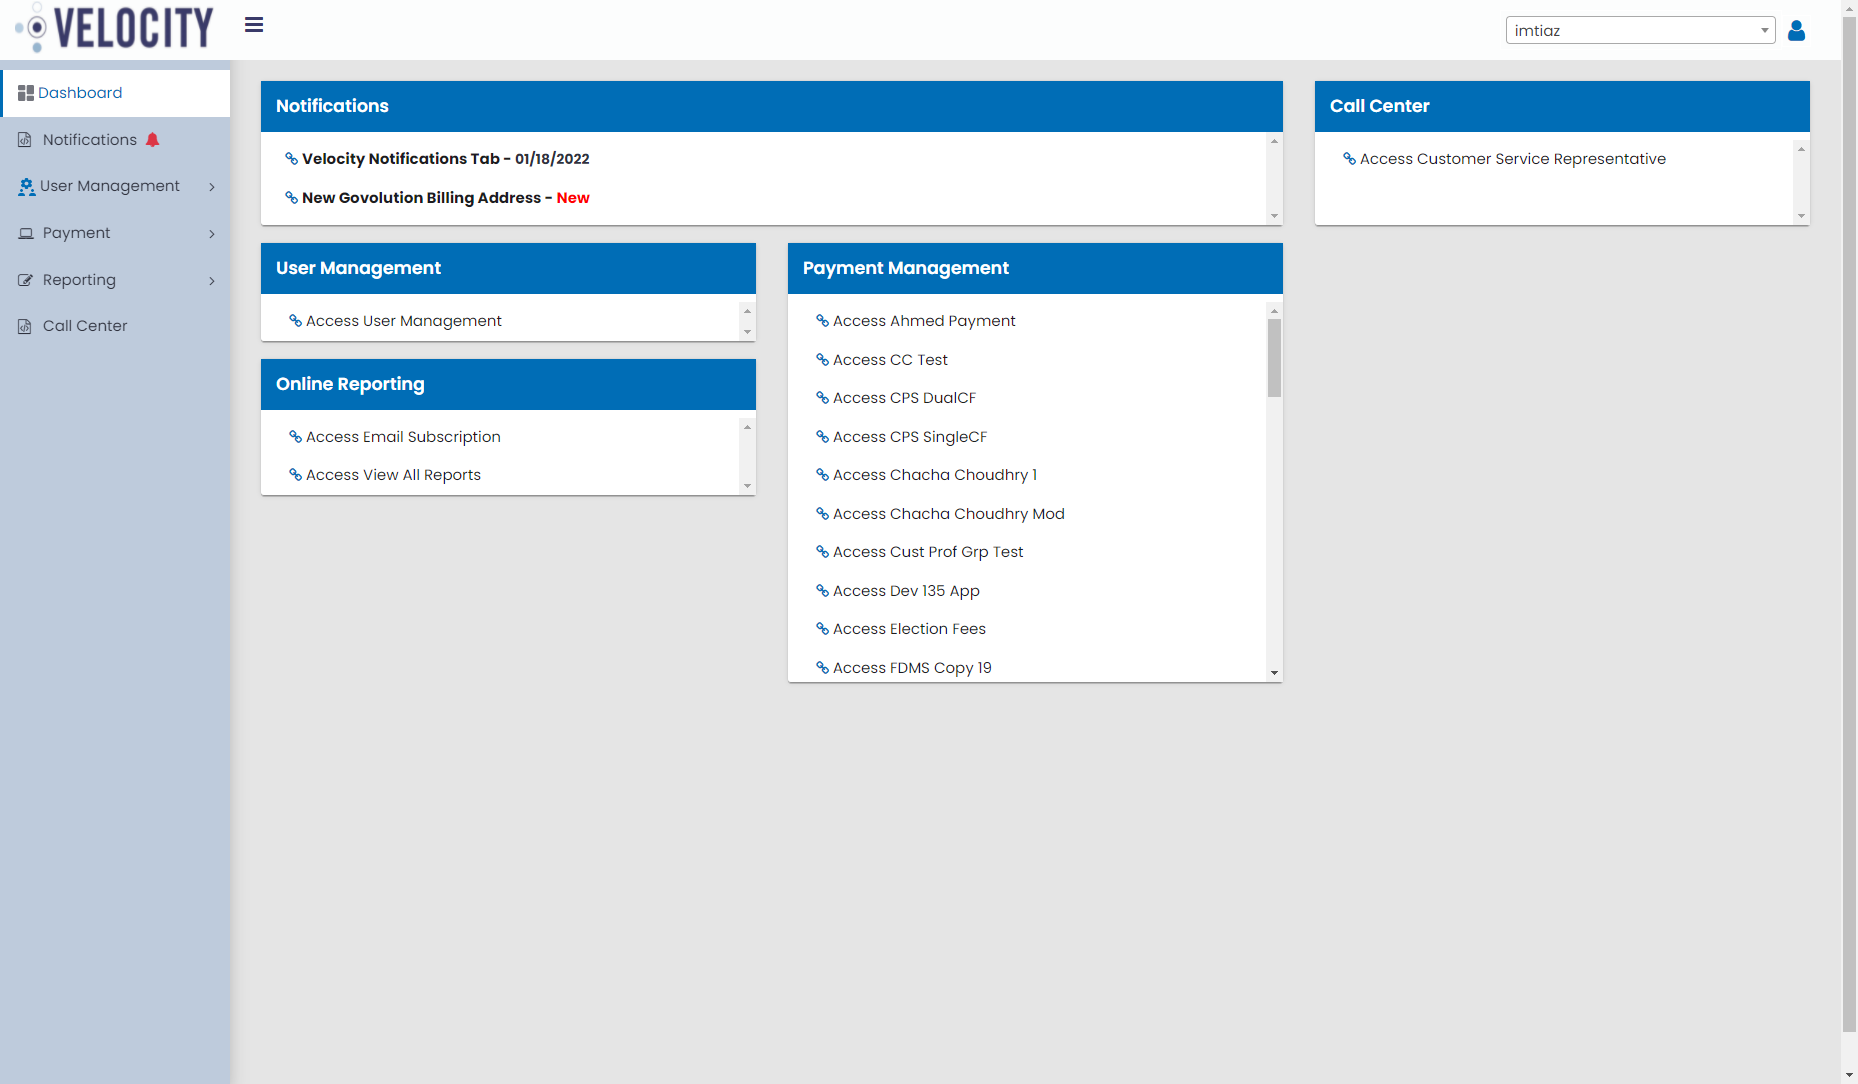 VELOCITY
imtiaz
Dashboard
Notifications
User Management
Payment
Reporting
Call Center
Notifications
Velocity Notifications Tab - 01/18/2022
New Govolution Billing Address - New
Call Center
Access Customer Service Representative
User Management
Access User Management
Online Reporting
Access Email Subscription
Access View All Reports
Payment Management
Access Ahmed Payment
Access CC Test
Access CPS DualCF
Access CPS SingleCF
Access Chacha Choudhry 1
Access Chacha Choudhry Mod
Access Cust Prof Grp Test
Access Dev 135 App
Access Election Fees
Access FDMS Copy 19